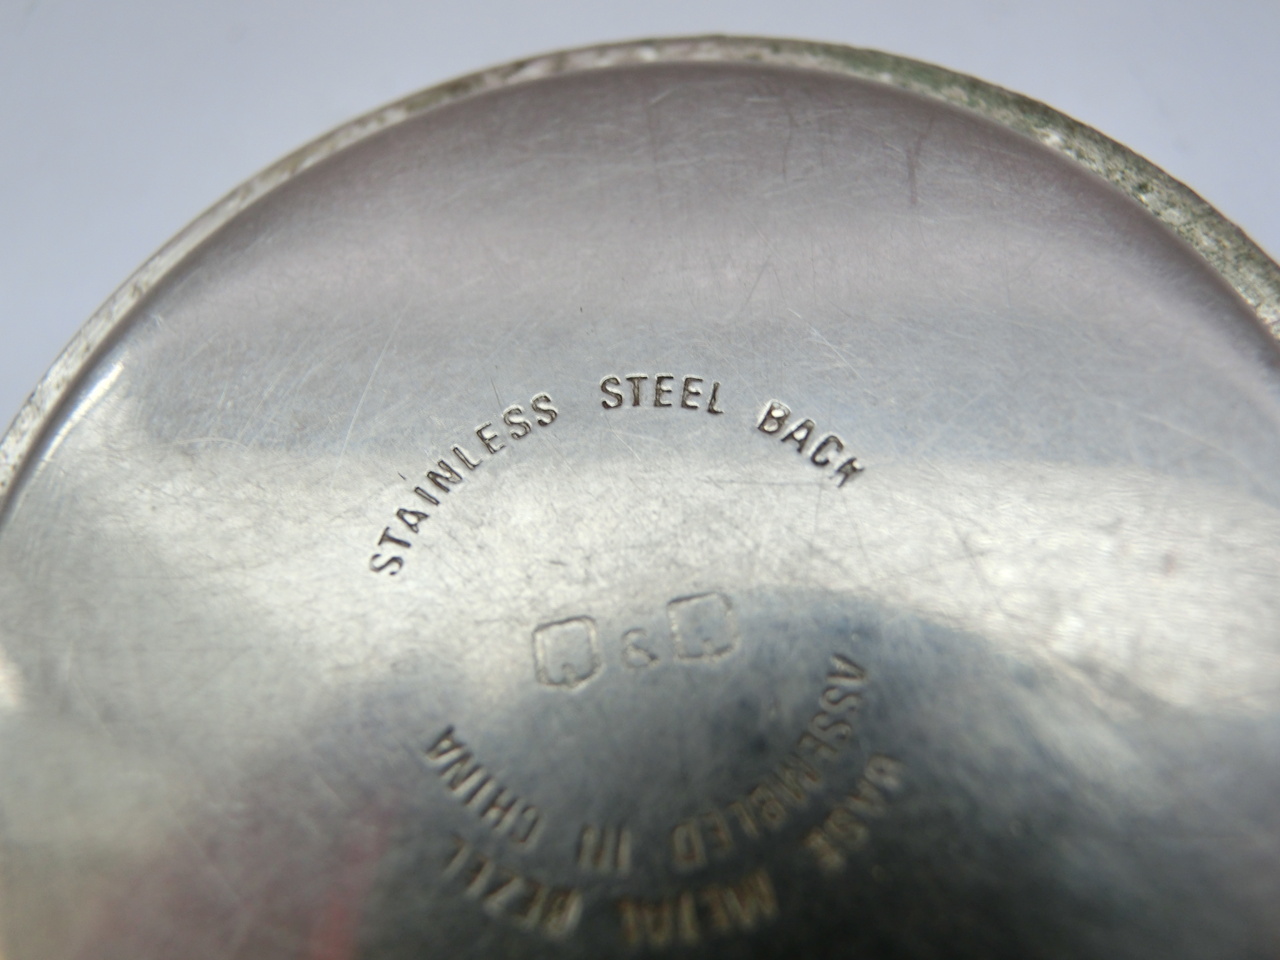 STAINLESS STEEL BACK
Q&Q
ASSEMBLED IN CHINA
BASE METAL BEZEL